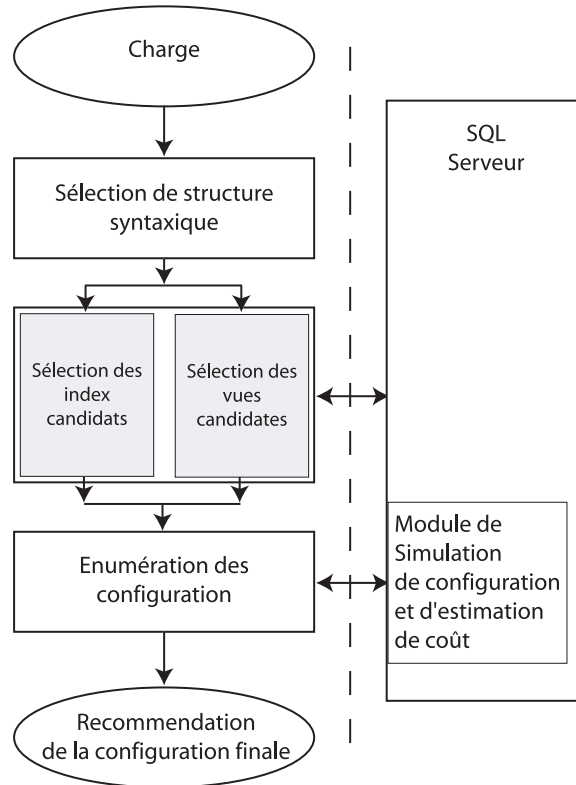 Charge
Sélection de structure
syntaxique
Sélection des
index
candidats
Sélection des
vues
candidates
Enumération des
configuration
Recommendation
de la configuration finale
SQL
Serveur
Module de
Simulation
de configuration
et d'estimation
de coût